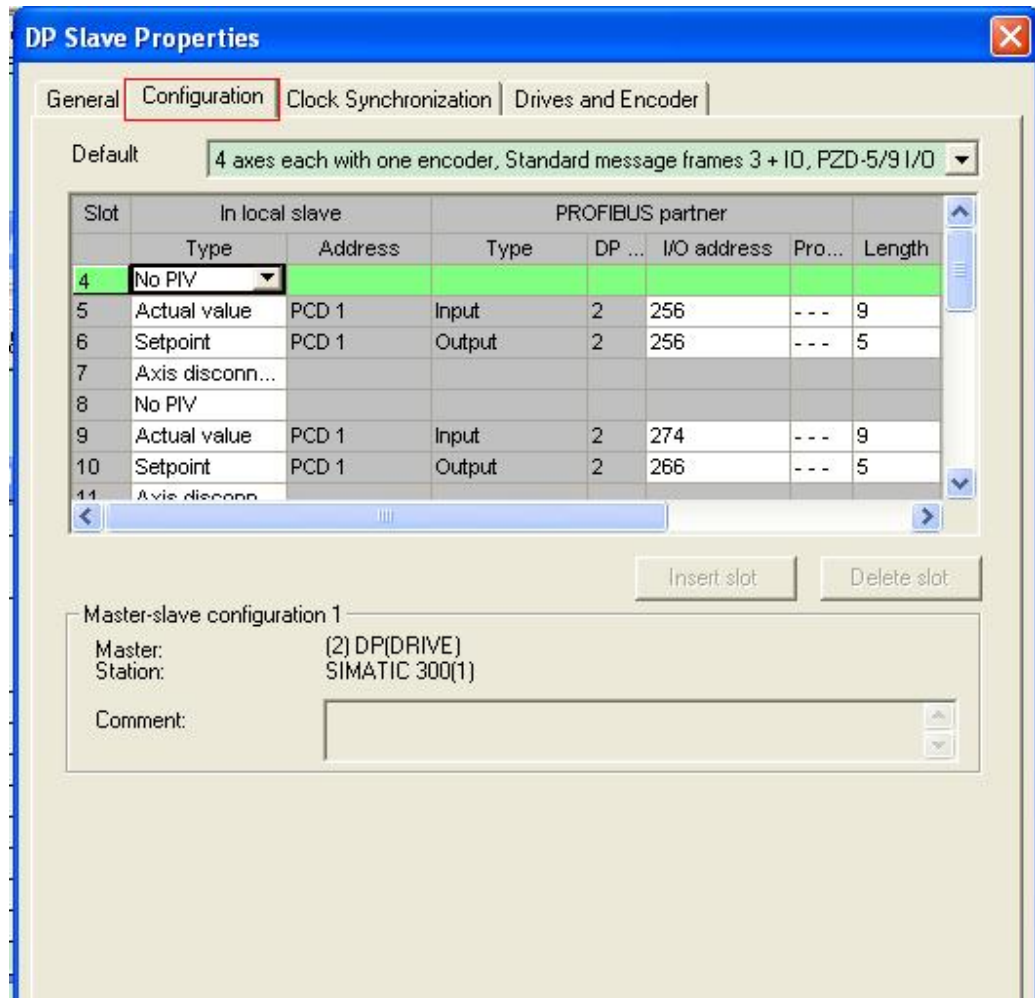 DP Slave Properties
General Configuration Clock Synchronization Drives and Encoder
Default 4 axes each with one encoder, Standard message frames 3 + IO, PZD-5/9 I/O
Slot In local slave PROFIBUS partner
Type Address Type DP ... I/O address Pro... Length
4 No PIV
5 Actual value PCD 1 Input 2 256 - - - 9
6 Setpoint PCD 1 Output 2 256 - - - 5
7 Axis disconn...
8 No PIV
9 Actual value PCD 1 Input 2 274 - - - 9
10 Setpoint PCD 1 Output 2 266 - - - 5
11 Axis disconn
Insert slot Delete slot
Master-slave configuration 1
Master: (2) DP(DRIVE)
Station: SIMATIC 300(1)
Comment: